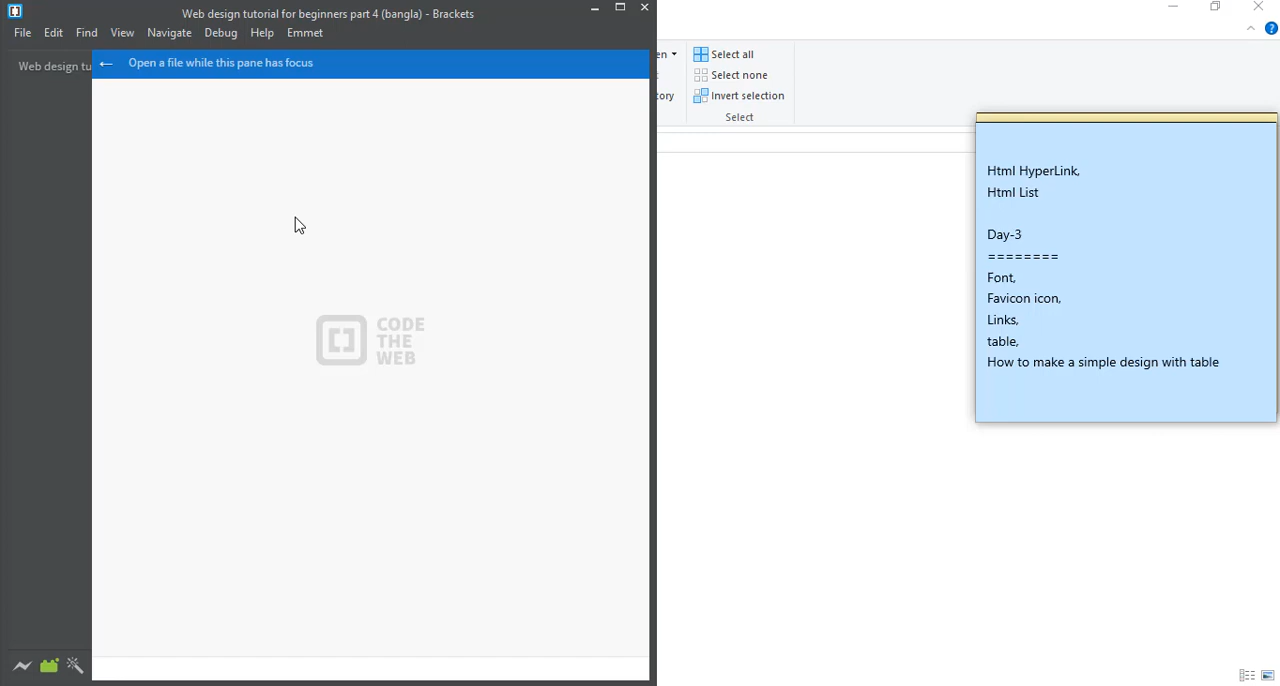 Web design tutorial for beginners part 4 (bangla) - Brackets
File Edit Find View Navigate Debug Help Emmet
Web design tu
Open a file while this pane has focus
CODE
THE
WEB
en
Select all
Select none
ory
Invert selection
Select
Html HyperLink,
Html List
Day-3
========
Font,
Favicon icon,
Links,
table,
How to make a simple design with table